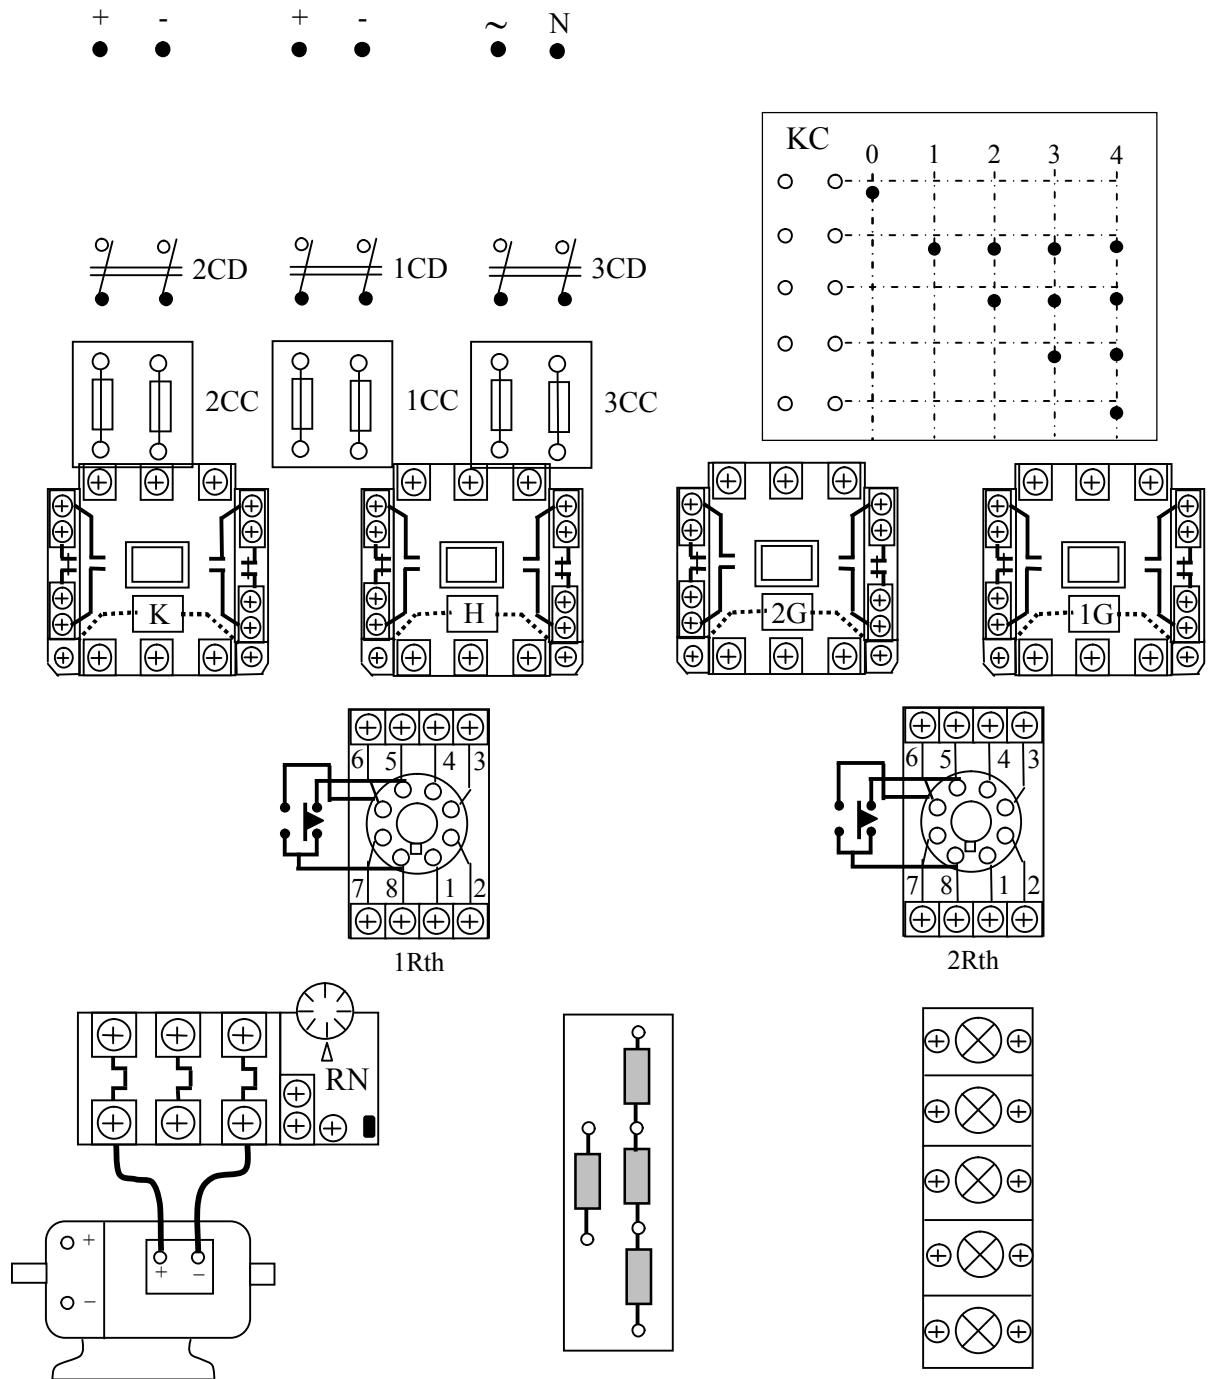 + - + - ~ N
KC
0 1 2 3 4
2CD 1CD 3CD
2CC 1CC 3CC
K H 2G 1G
6 5 4 3 6 5 4 3
7 8 1 2 7 8 1 2
1Rth 2Rth
RN
+ + −
−